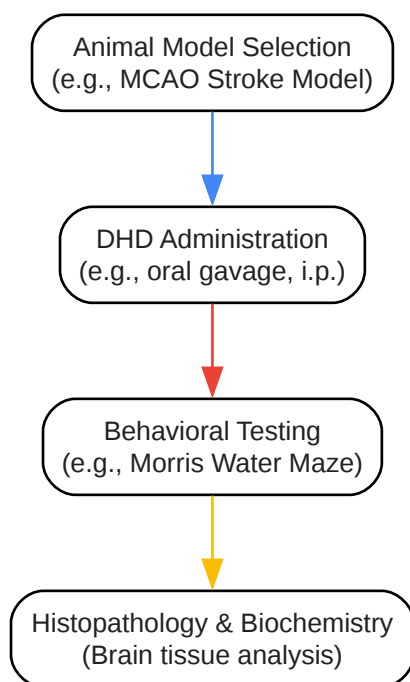 Animal Model Selection
(e.g., MCAO Stroke Model)
DHD Administration
(e.g., oral gavage, i.p.)
Behavioral Testing
(e.g., Morris Water Maze)
Histopathology & Biochemistry
(Brain tissue analysis)